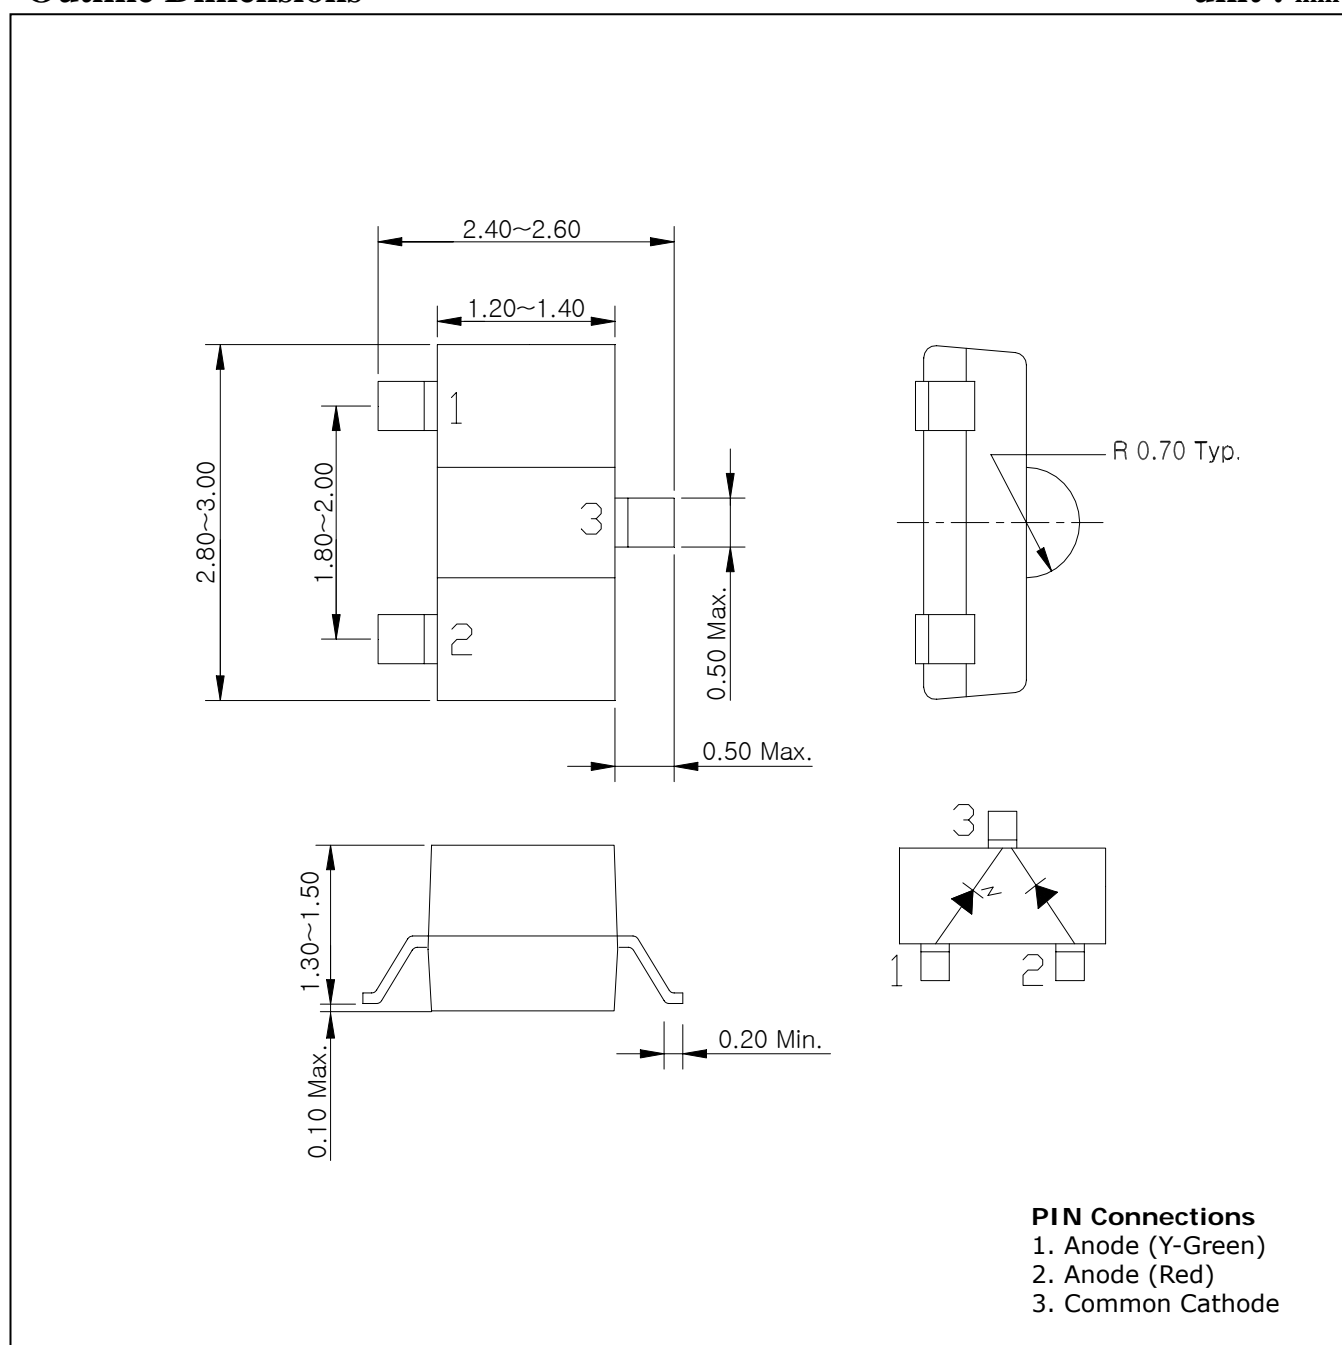 2.40~2.60
1.20~1.40
1
2.80~3.00
1.80~2.00
3
R 0.70 Typ.
2
0.50 Max.
0.50 Max.
3
1.30~1.50
1
2
0.20 Min.
0.10 Max.
PIN Connections
1. Anode (Y-Green)
2. Anode (Red)
3. Common Cathode